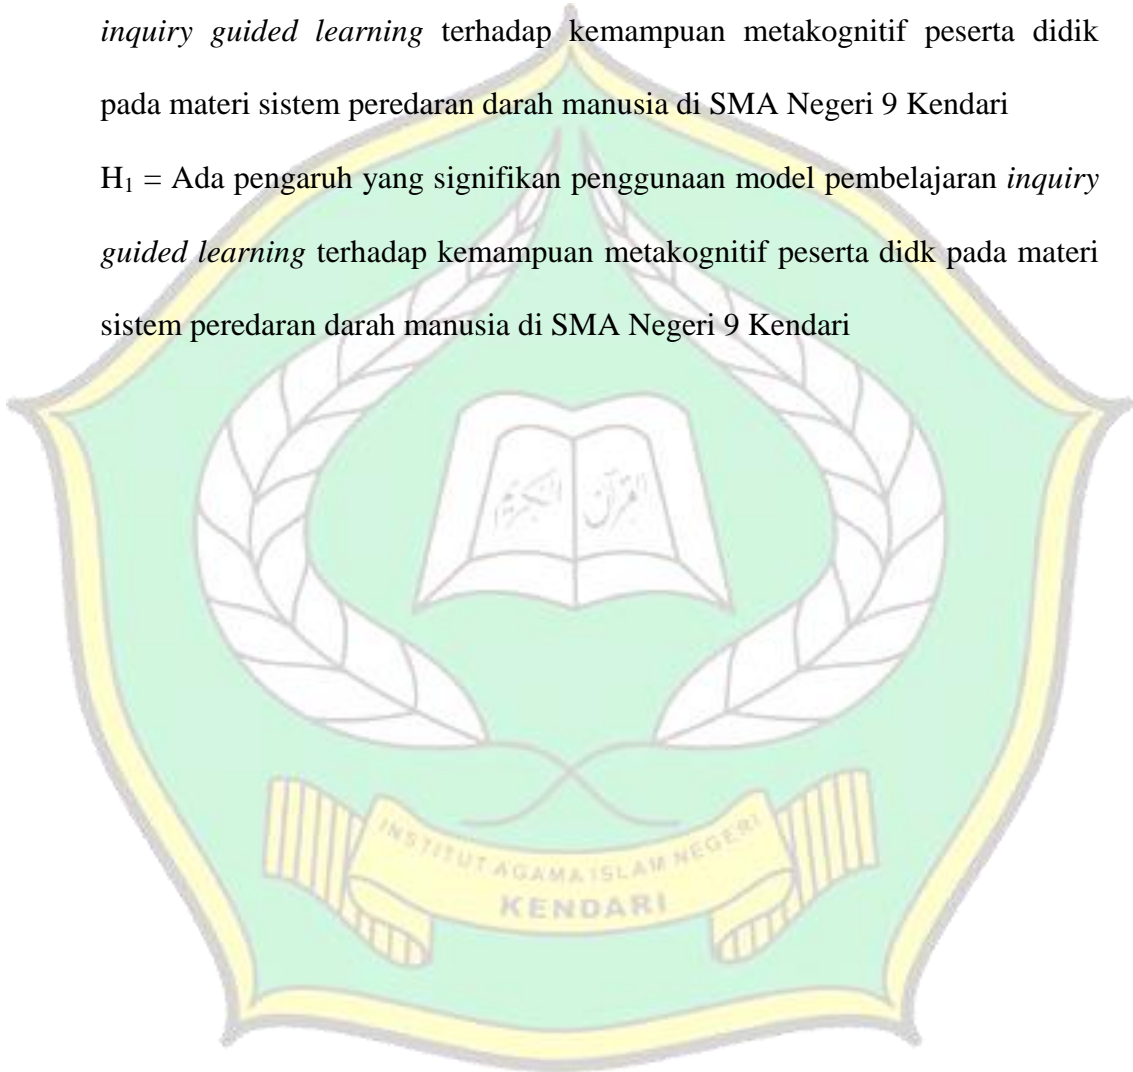 inquiry guided learning terhadap kemampuan metakognitif peserta didik
pada materi sistem peredaran darah manusia di SMA Negeri 9 Kendari
H₁ = Ada pengaruh yang signifikan penggunaan model pembelajaran inquiry
guided learning terhadap kemampuan metakognitif peserta didk pada materi
sistem peredaran darah manusia di SMA Negeri 9 Kendari
INSTITUT AGAMA ISLAM NEGERI
KENDARI